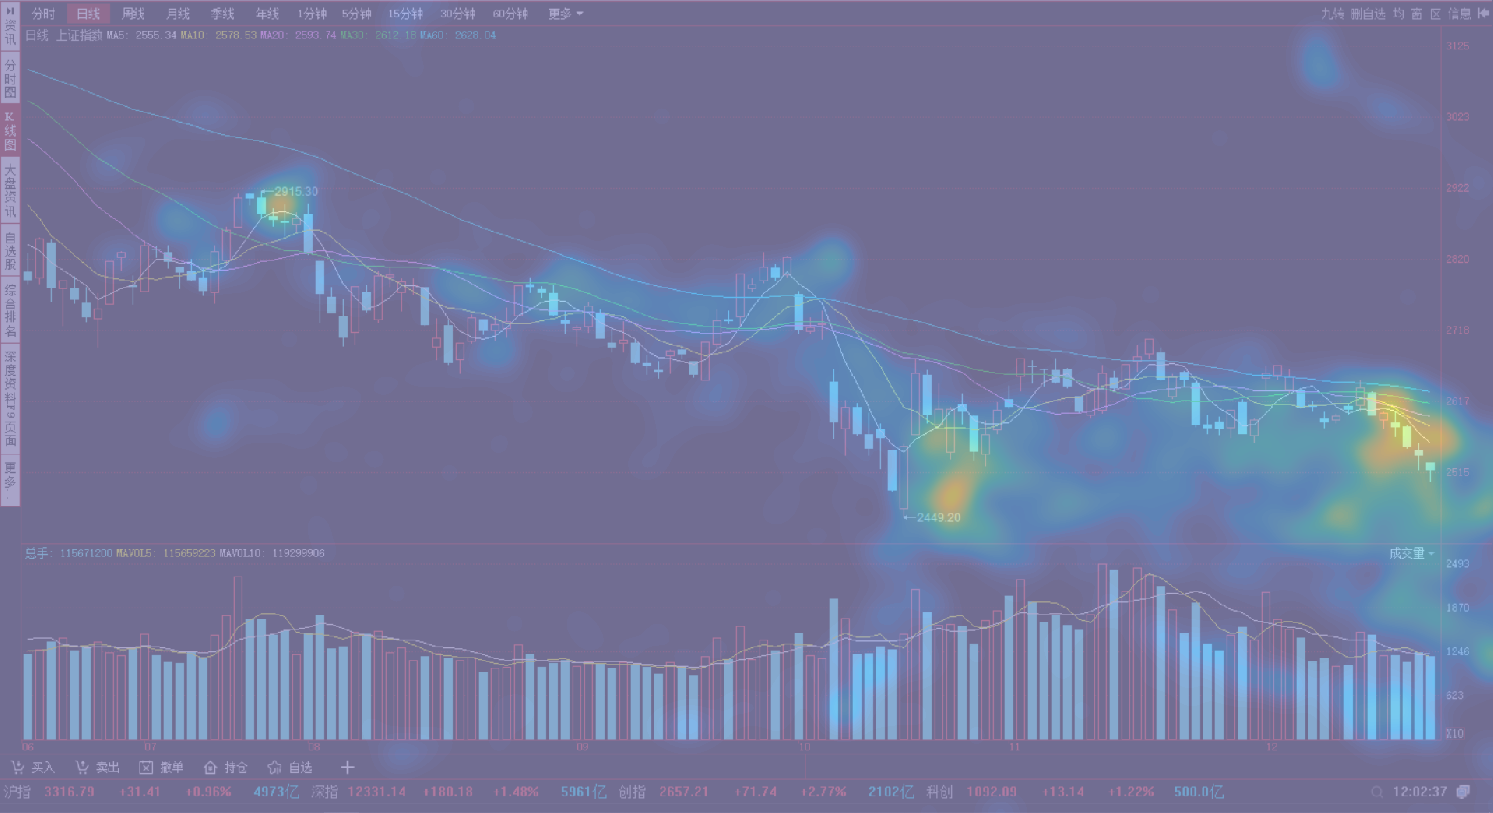 分时 日线 周线 月线 季线 年线 1分钟 5分钟 15分钟 30分钟 60分钟 更多 九转 删自选 均 窗 区 信息
日线 上证指数 MA5: 2555.34 MA10: 2578.53 MA20: 2593.74 MA30: 2612.18 MA60: 2628.04
资讯
分时图
K线图
大盘资讯
自选股
综合排名
深度资料F9
页面
更多
2915.30
2449.20
3125
3023
2922
2820
2718
2617
2515
总手: 115671200 MAVOL5: 115659223 MAVOL10: 119299906 成交量
2493
1870
1246
623
X10
06 07 08 09 10 11 12
买入 卖出 撤单 持仓 自选
沪指 3316.79 +31.41 +0.96% 4973亿 深指 12331.14 +180.18 +1.48% 5961亿 创指 2657.21 +71.74 +2.77% 2102亿 科创 1092.09 +13.14 +1.22% 500.0亿 12:02:37